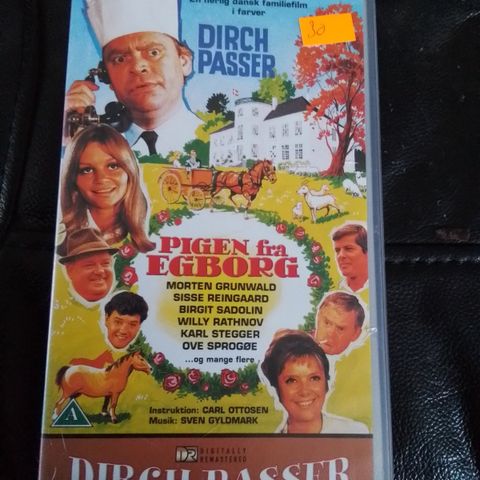 En herlig dansk familiefilm
i farver
30
DIRCH
PASSER
PIGEN fra
EGBORG
MORTEN GRUNWALD
SISSE REINGAARD
BIRGIT SADOLIN
WILLY RATHNOV
KARL STEGGER
OVE SPROGØE
...og mange flere
Instruktion: CARL OTTOSEN
Musik: SVEN GYLDMARK
A
DR DIGITALLY
REMASTERED
DIRCH PASSER